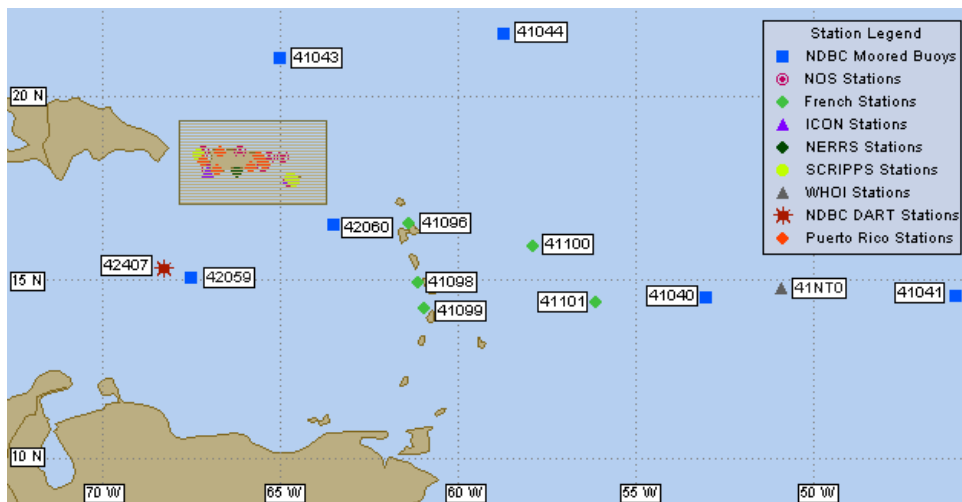 41044
41043
Station Legend
NDBC Moored Buoys
NOS Stations
French Stations
ICON Stations
NERRS Stations
SCRIPPS Stations
WHOI Stations
NDBC DART Stations
Puerto Rico Stations
20 N
42060
41096
41100
42407
42059
15 N
41098
41099
41101
41040
41NT0
41041
10 N
70 W
65 W
60 W
55 W
50 W